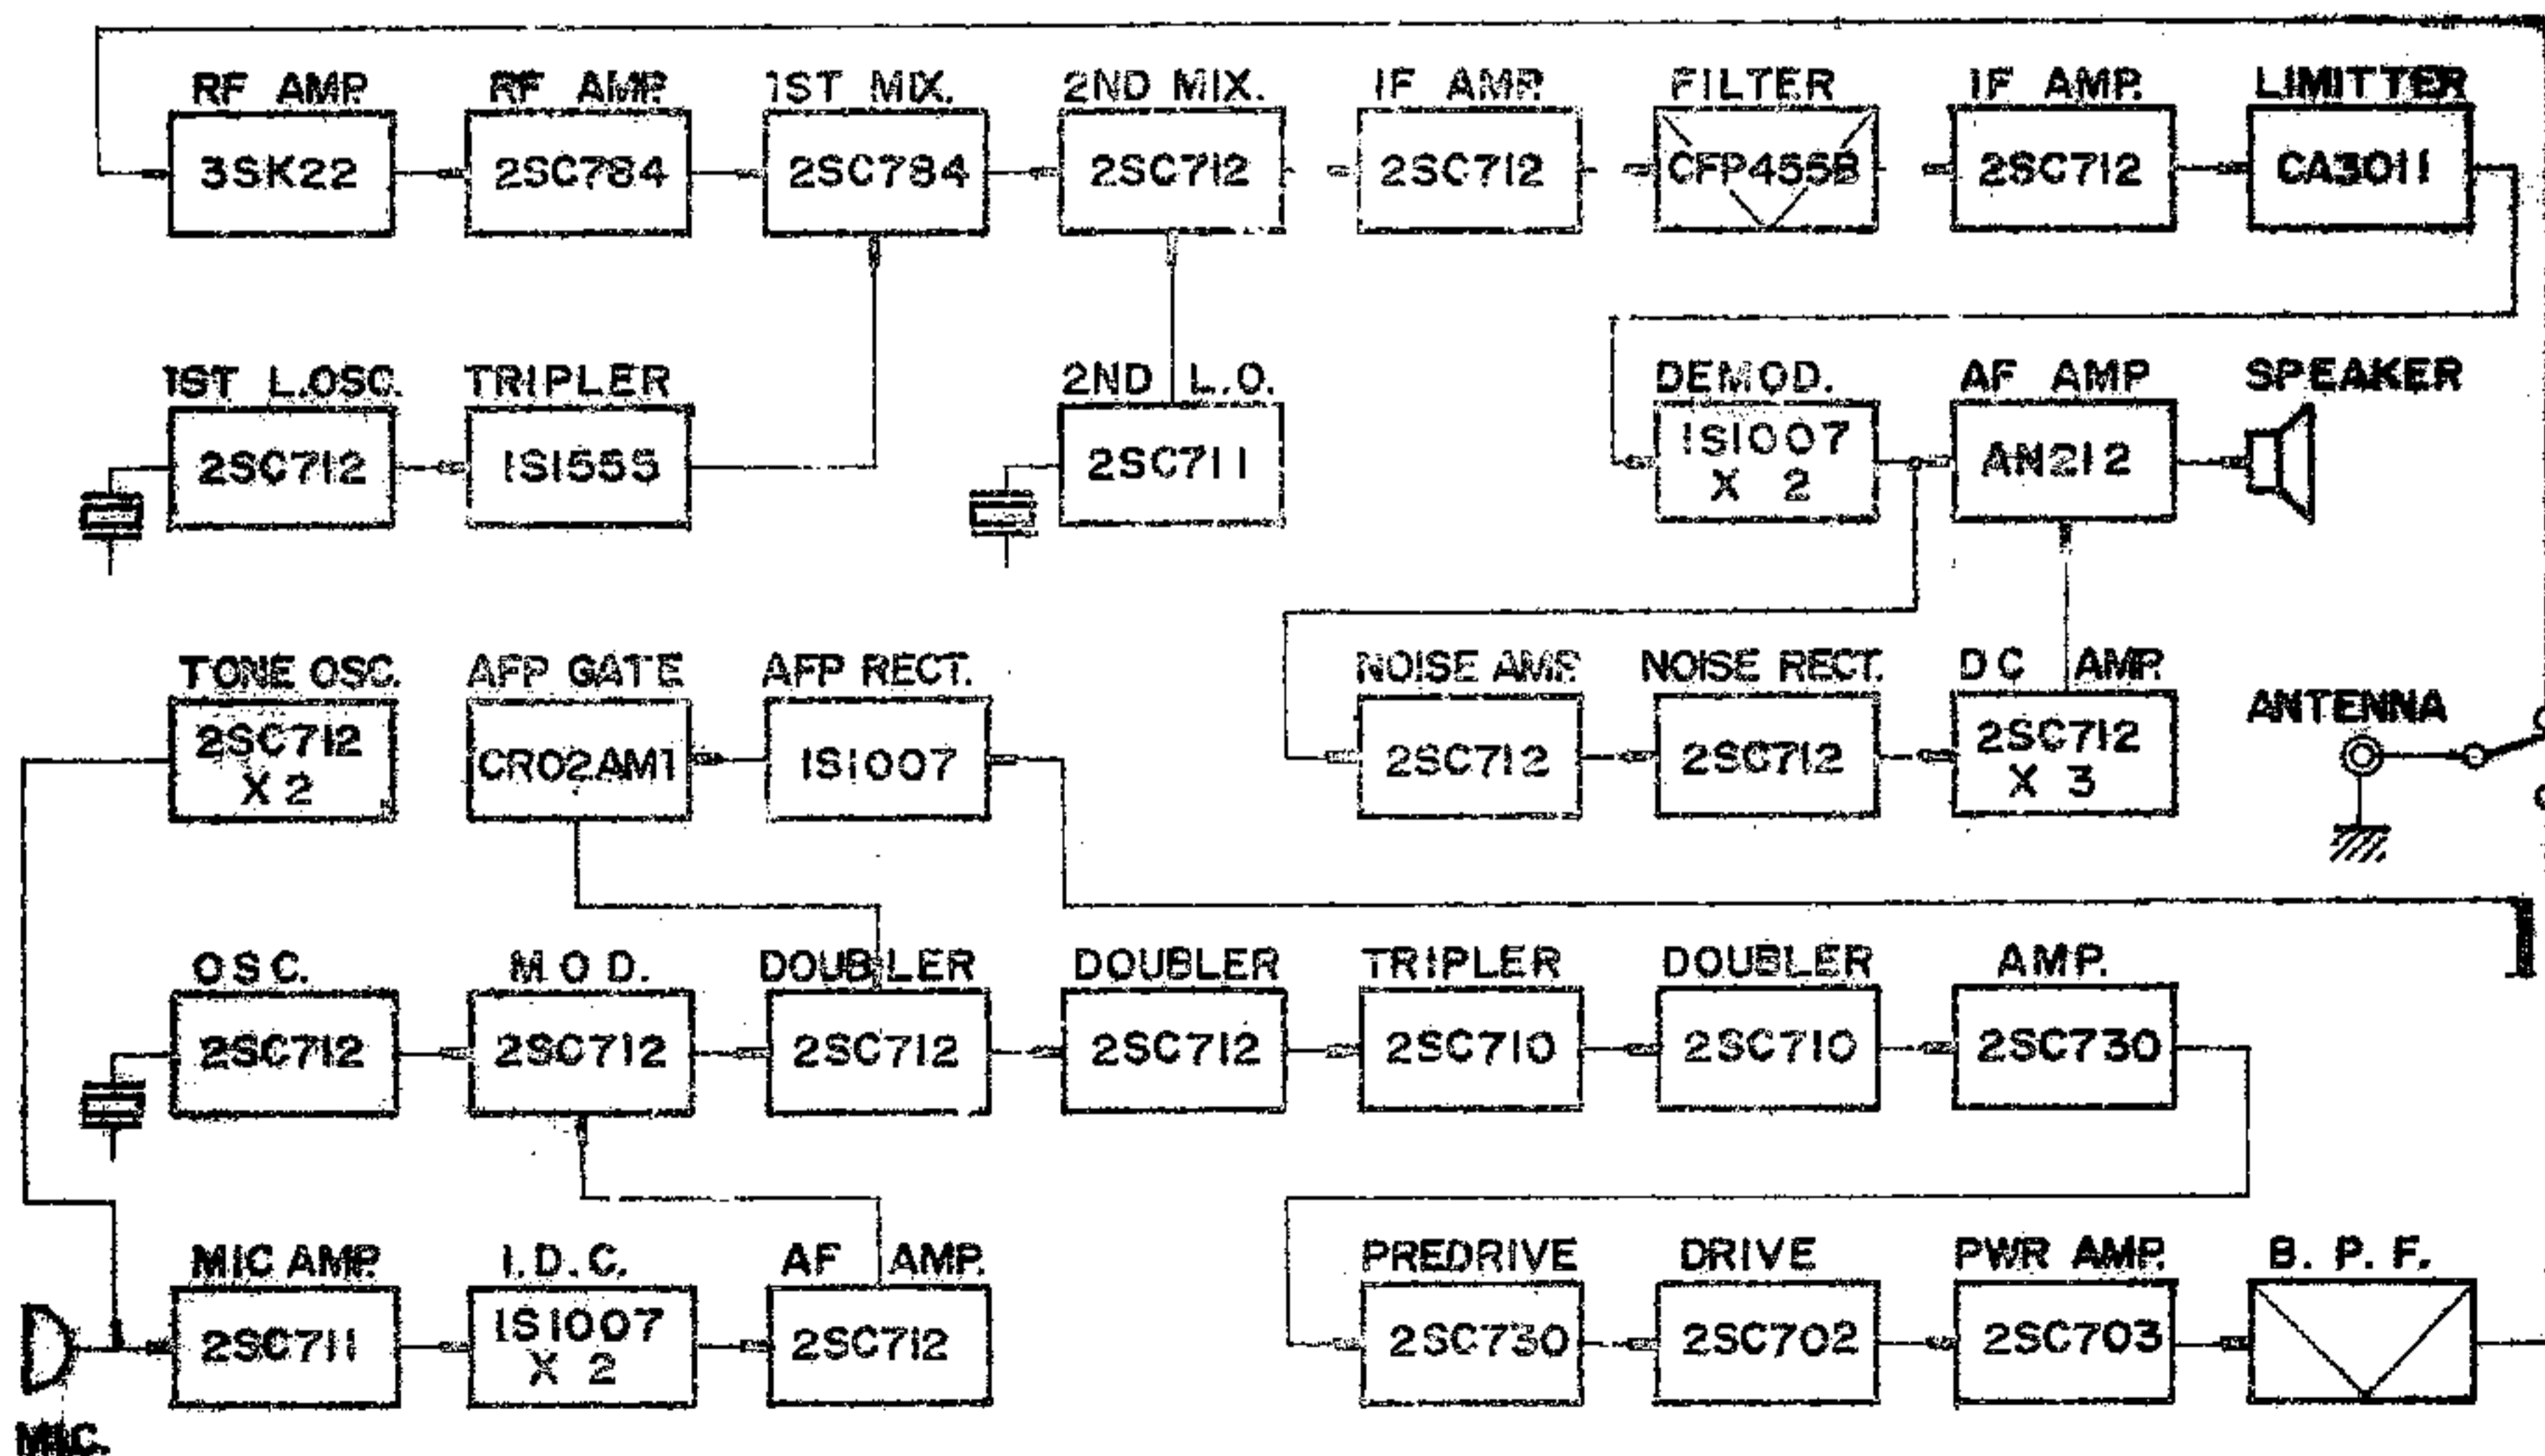 RF AMP. RF AMP. 1ST MIX. 2ND MIX. IF AMP. FILTER IF AMP. LIMITTER
3SK22 2SC784 2SC784 2SC712 2SC712 CFP455B 2SC712 CA3011
1ST L.OSC. TRIPLER 2ND L.O. DEMOD. AF AMP SPEAKER
2SC712 1S1555 2SC711 1S1007 X 2 AN212
TONE OSC. AFP GATE AFP RECT. NOISE AMP. NOISE RECT. DC AMP. ANTENNA
2SC712 X 2 CR02AM1 1S1007 2SC712 2SC712 2SC712 X 3
OSC. MOD. DOUBLER DOUBLER TRIPLER DOUBLER AMP.
2SC712 2SC712 2SC712 2SC712 2SC710 2SC710 2SC730
MIC AMP. I.D.C. AF AMP. PREDRIVE DRIVE PWR AMP. B.P.F.
2SC711 1S1007 X 2 2SC712 2SC730 2SC702 2SC703
MIC.